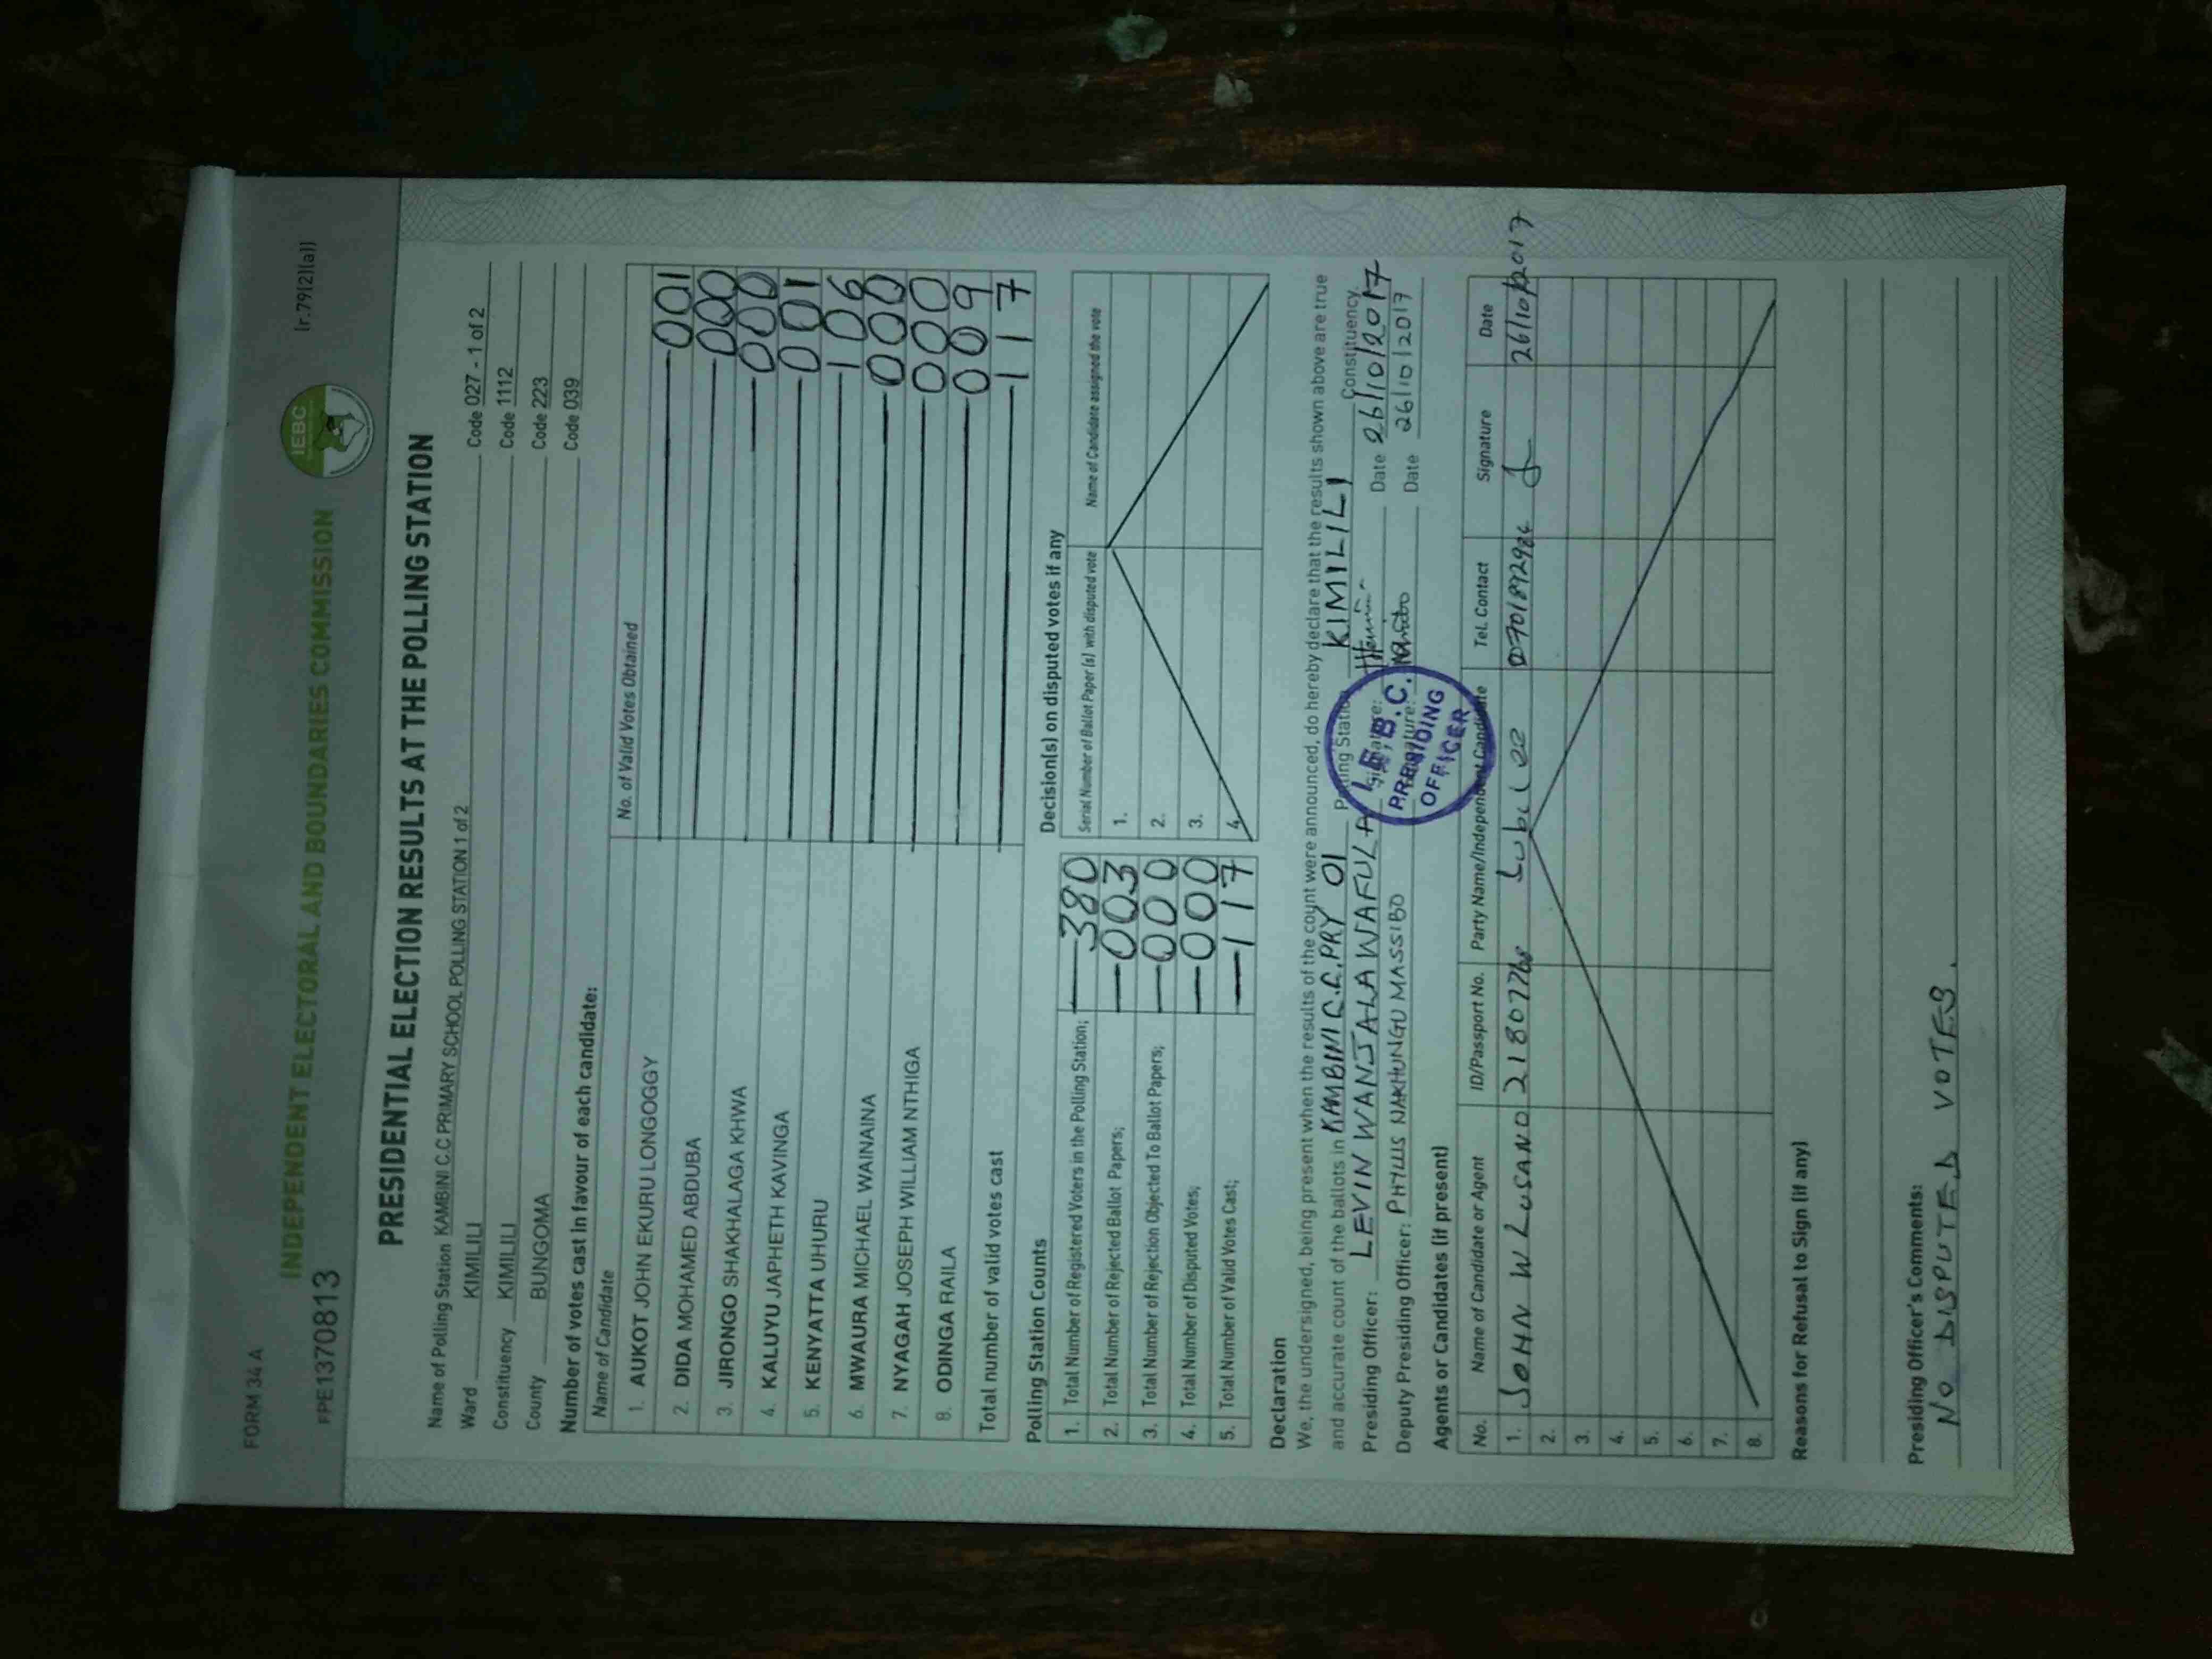 FORM 34 A
(r.79(2)(a))
INDEPENDENT ELECTORAL AND BOUNDARIES COMMISSION
IEBC
FPE1370813
PRESIDENTIAL ELECTION RESULTS AT THE POLLING STATION
Name of Polling Station KAMBINI C.C PRIMARY SCHOOL POLLING STATION 1 of 2 Code 027 - 1 of 2
Ward KIMILILI Code 1112
Constituency KIMILILI Code 223
County BUNGOMA Code 039
Number of votes cast in favour of each candidate:
Name of Candidate No. of Valid Votes Obtained
1. AUKOT JOHN EKURU LONGOGGY 001
2. DIDA MOHAMED ABDUBA 000
3. JIRONGO SHAKHALAGA KHWA 000
4. KALUYU JAPHETH KAVINGA 001
5. KENYATTA UHURU 106
6. MWAURA MICHAEL WAINAINA 000
7. NYAGAH JOSEPH WILLIAM NTHIGA 000
8. ODINGA RAILA 009
Total number of valid votes cast 117
Polling Station Counts
1. Total Number of Registered Voters in the Polling Station; 380
2. Total Number of Rejected Ballot Papers; 003
3. Total Number of Rejection Objected To Ballot Papers; 000
4. Total Number of Disputed Votes; 000
5. Total Number of Valid Votes Cast; 117
Decision(s) on disputed votes if any
Serial Number of Ballot Paper (s) with disputed vote Name of Candidate assigned the vote
1.
2.
3.
4.
Declaration
We, the undersigned, being present when the results of the count were announced, do hereby declare that the results shown above are true
and accurate count of the ballots in KAMBINI C.C. PRY 01 Polling Station KIMILILI Constituency.
Presiding Officer: LEVIN WANJALA WAFULA Signature: Date 26/10/2017
Deputy Presiding Officer: PHYLLIS NAKHUNGU MASSIBO Signature: Date 26/10/2017
I.E.B.C.
PRESIDING
OFFICER
Agents or Candidates (if present)
No. Name of Candidate or Agent ID/Passport No. Party Name/Independent Candidate Tel. Contact Signature Date
1. JOHN W LUSANO 21807768 Jubilee 0701892984 26/10/2017
2.
3.
4.
5.
6.
7.
8.
Reasons for Refusal to Sign (if any)
Presiding Officer's Comments:
NO DISPUTED VOTES.